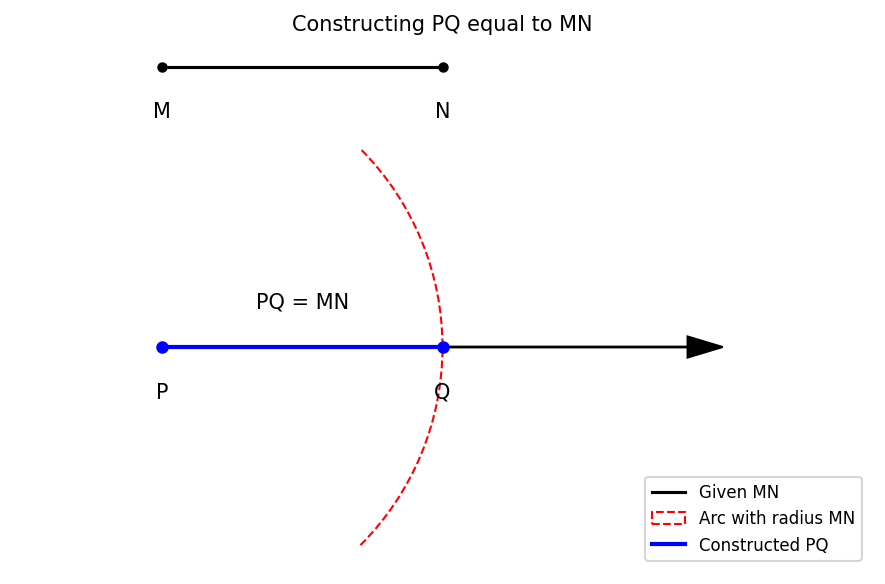 Constructing PQ equal to MN
M
N
PQ = MN
P
Q
Given MN
Arc with radius MN
Constructed PQ